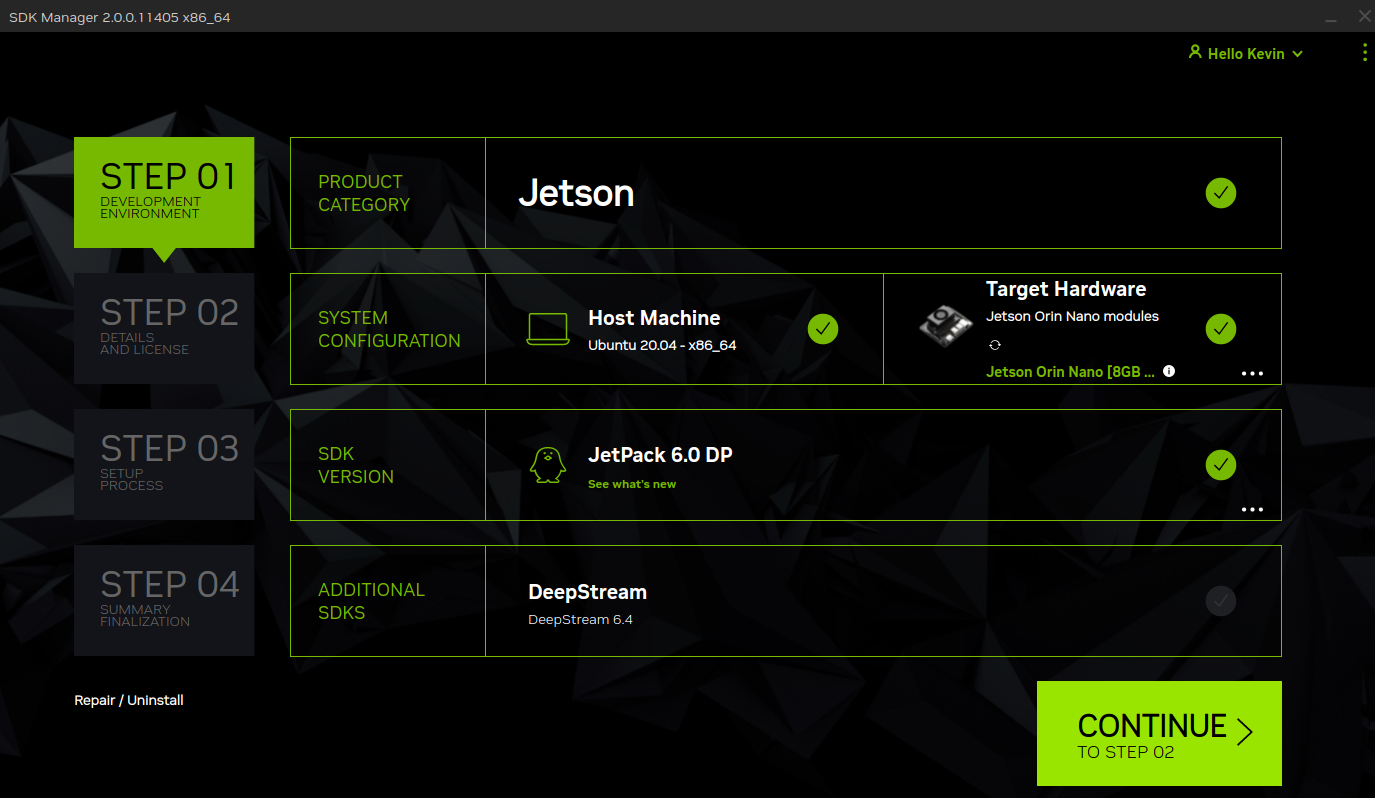 SDK Manager 2.0.0.11405 x86_64
Hello Kevin
STEP 01
DEVELOPMENT
ENVIRONMENT
PRODUCT
CATEGORY
Jetson
STEP 02
DETAILS
AND LICENSE
SYSTEM
CONFIGURATION
Host Machine
Ubuntu 20.04 - x86_64
Target Hardware
Jetson Orin Nano modules
Jetson Orin Nano [8GB ...
STEP 03
SETUP
PROCESS
SDK
VERSION
JetPack 6.0 DP
See what's new
STEP 04
SUMMARY
FINALIZATION
ADDITIONAL
SDKS
DeepStream
DeepStream 6.4
Repair / Uninstall
CONTINUE
TO STEP 02